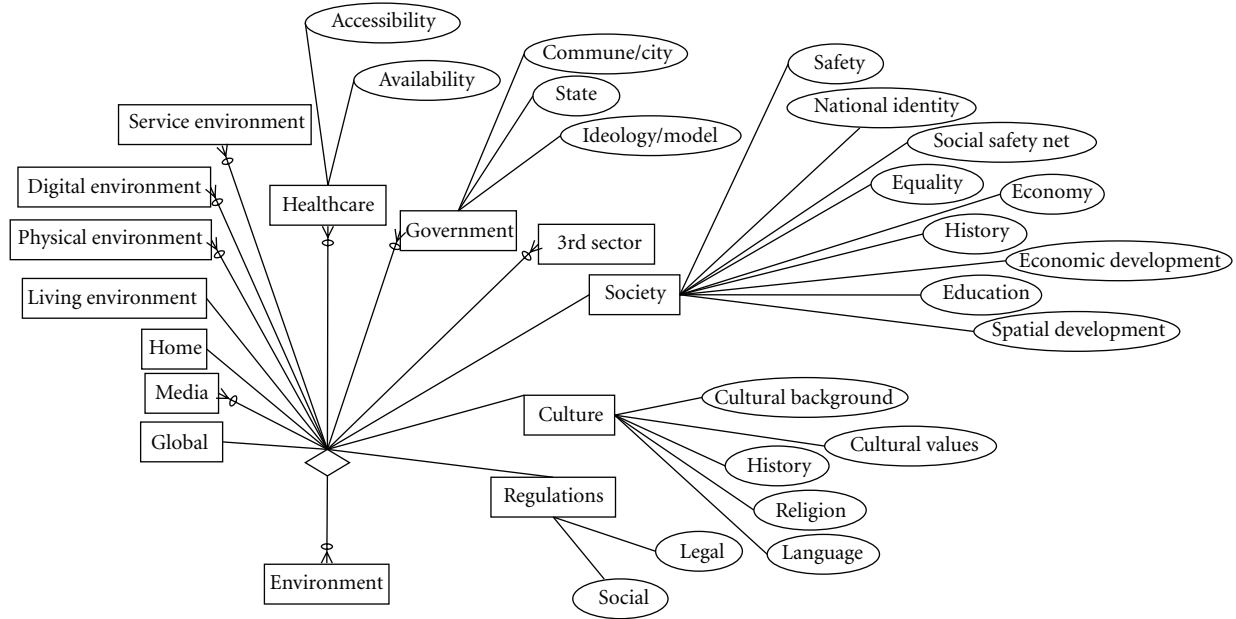 Accessibility
Availability
Commune/city
State
Ideology/model
Safety
National identity
Social safety net
Equality
Economy
History
Economic development
Education
Spatial development
Service environment
Digital environment
Physical environment
Living environment
Home
Media
Global
Healthcare
Government
3rd sector
Society
Culture
Cultural background
Cultural values
History
Religion
Language
Regulations
Legal
Social
Environment